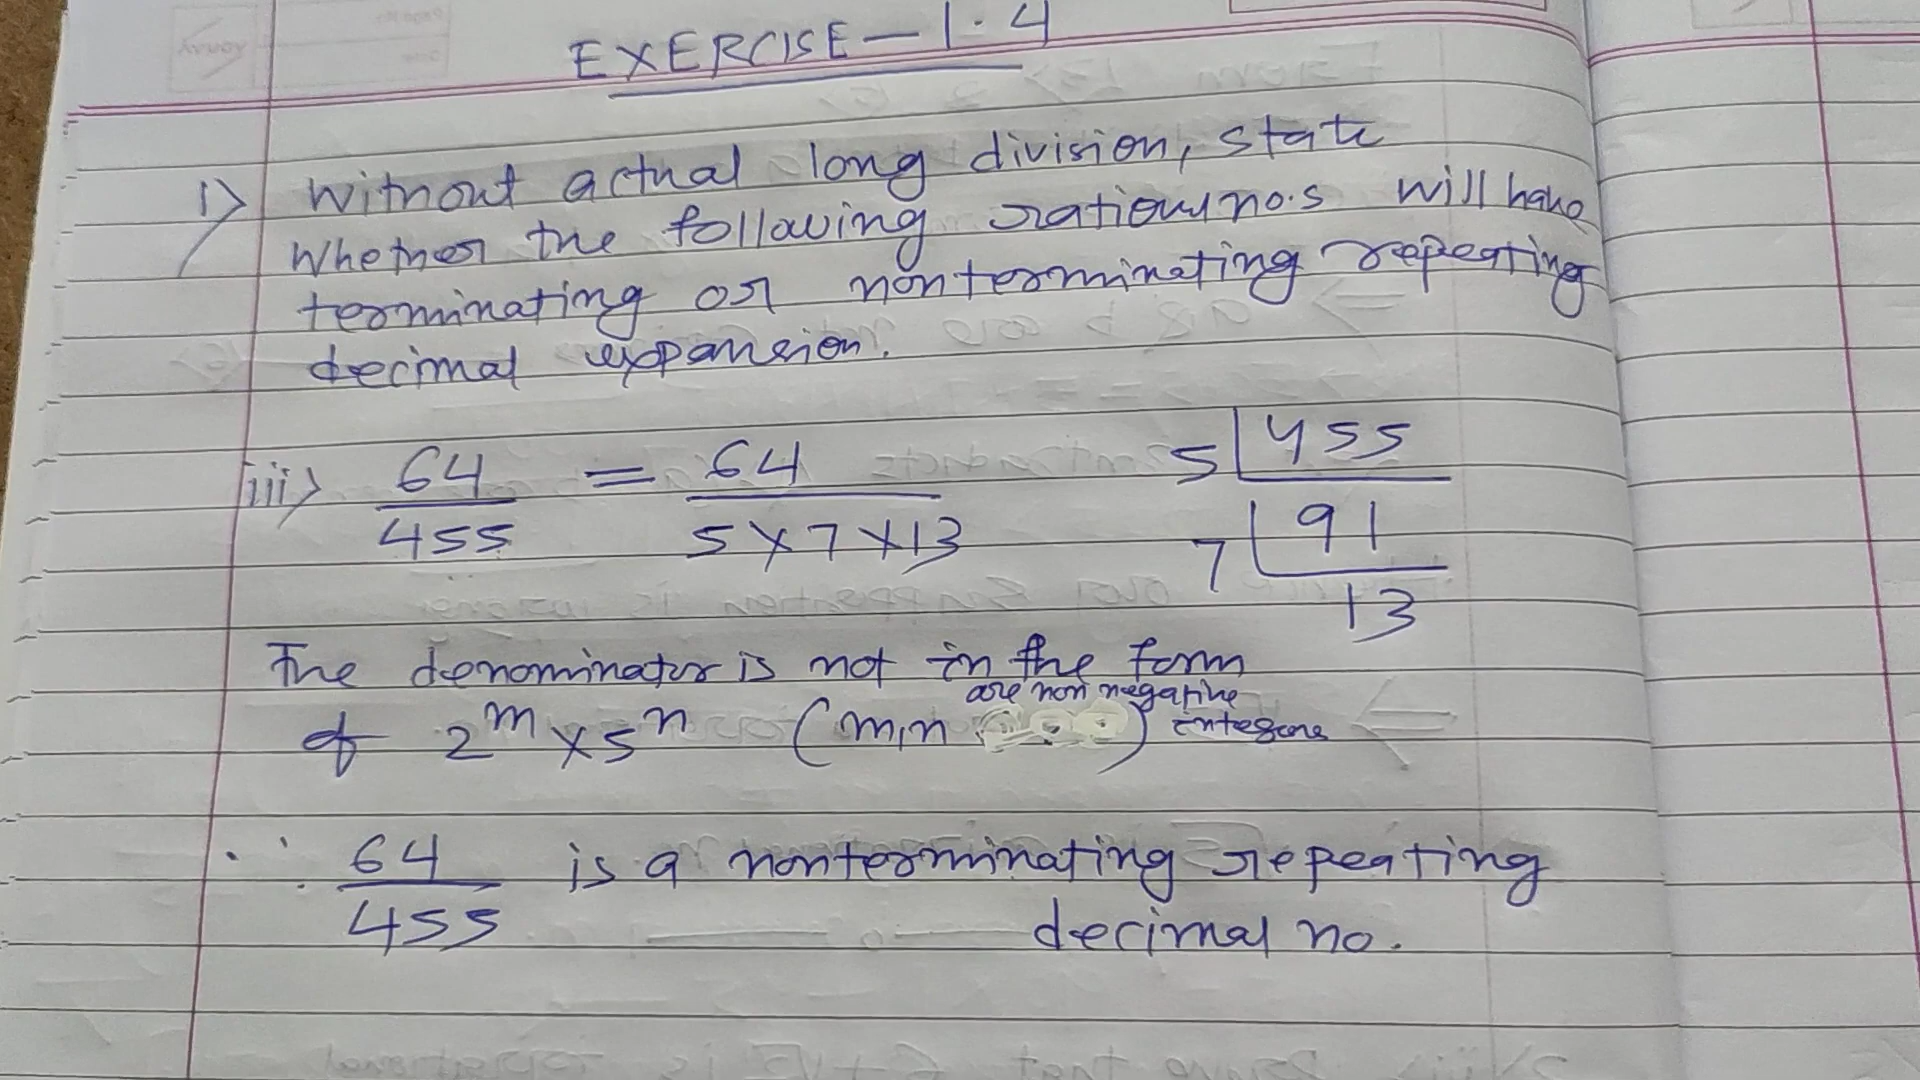 EXERCISE - 1.4
1) Without actual long division, state
Whether the following rational no.s will have
terminating or nonterminating repeating
decimal expansion.
iii) 64/455 = 64/(5×7×13)
5 | 455
7 | 91
13
The denominator is not in the form
of 2^m × 5^n (m,n are non negative integers)
∴ 64/455 is a nonterminating repeating
decimal no.